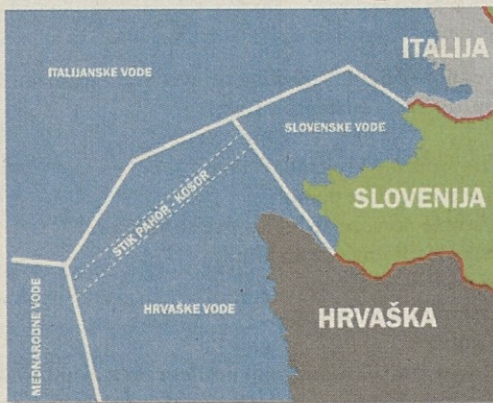 ITALIJA
ITALIJANSKE VODE
SLOVENSKE VODE
STIK PAHOR - KOSOR
SLOVENIJA
MEDNARODNE VODE
HRVAŠKE VODE
HRVAŠKA